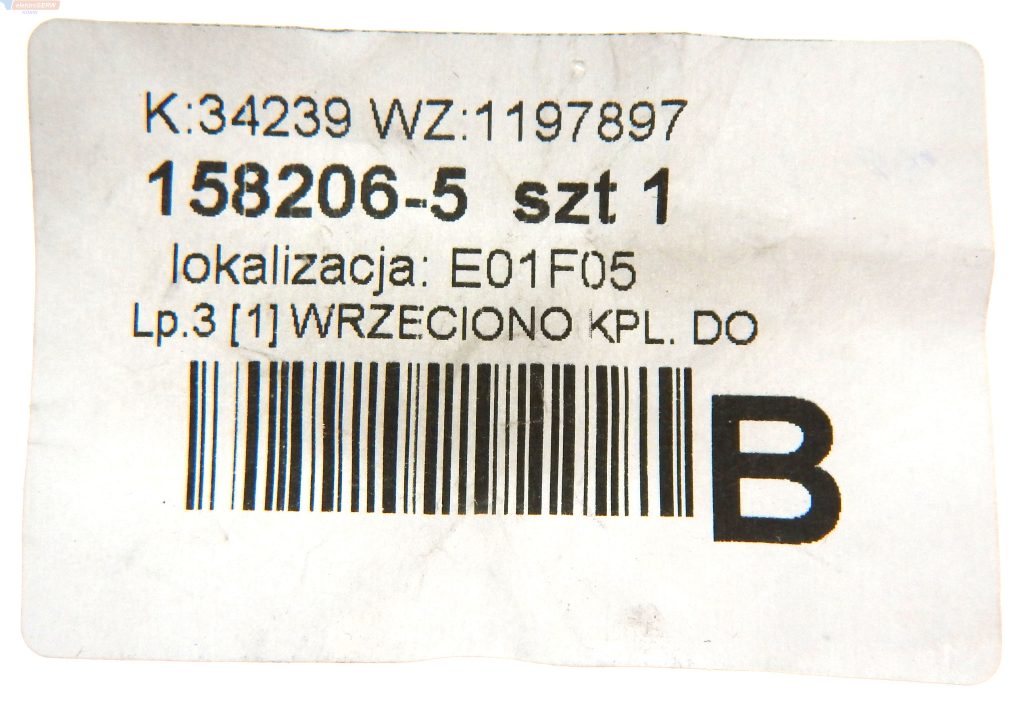 K:34239 WZ:1197897
158206-5 szt 1
lokalizacja: E01F05
Lp.3 [1] WRZECIONO KPL. DO
B